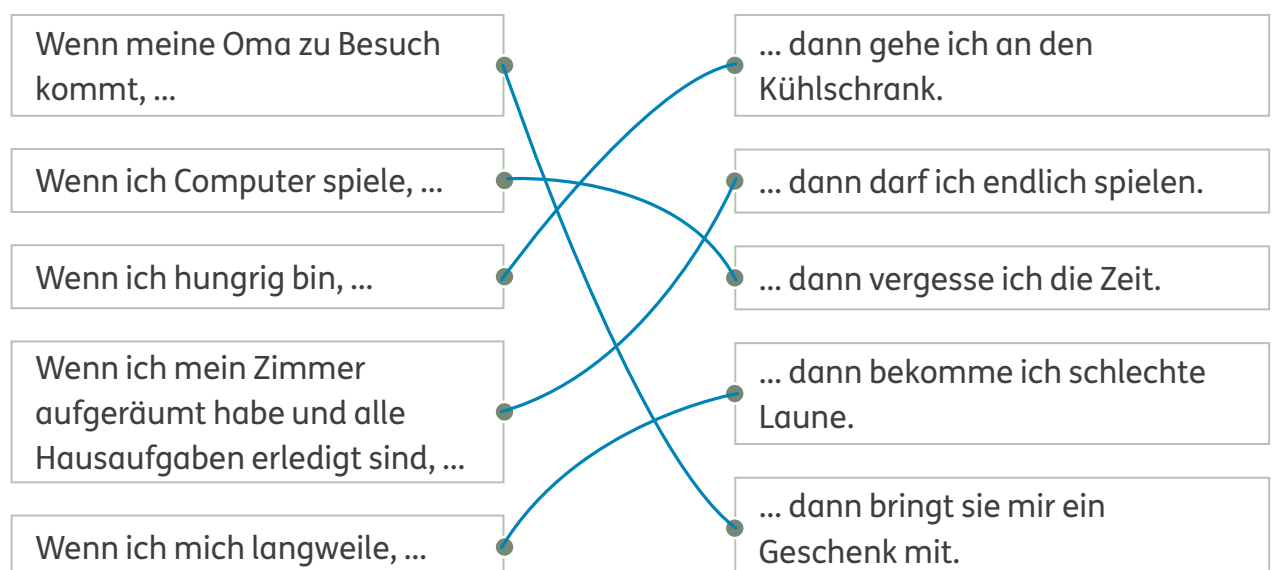 Wenn meine Oma zu Besuch
kommt, ...
Wenn ich Computer spiele, ...
Wenn ich hungrig bin, ...
Wenn ich mein Zimmer
aufgeräumt habe und alle
Hausaufgaben erledigt sind, ...
Wenn ich mich langweile, ...
... dann gehe ich an den
Kühlschrank.
... dann darf ich endlich spielen.
... dann vergesse ich die Zeit.
... dann bekomme ich schlechte
Laune.
... dann bringt sie mir ein
Geschenk mit.